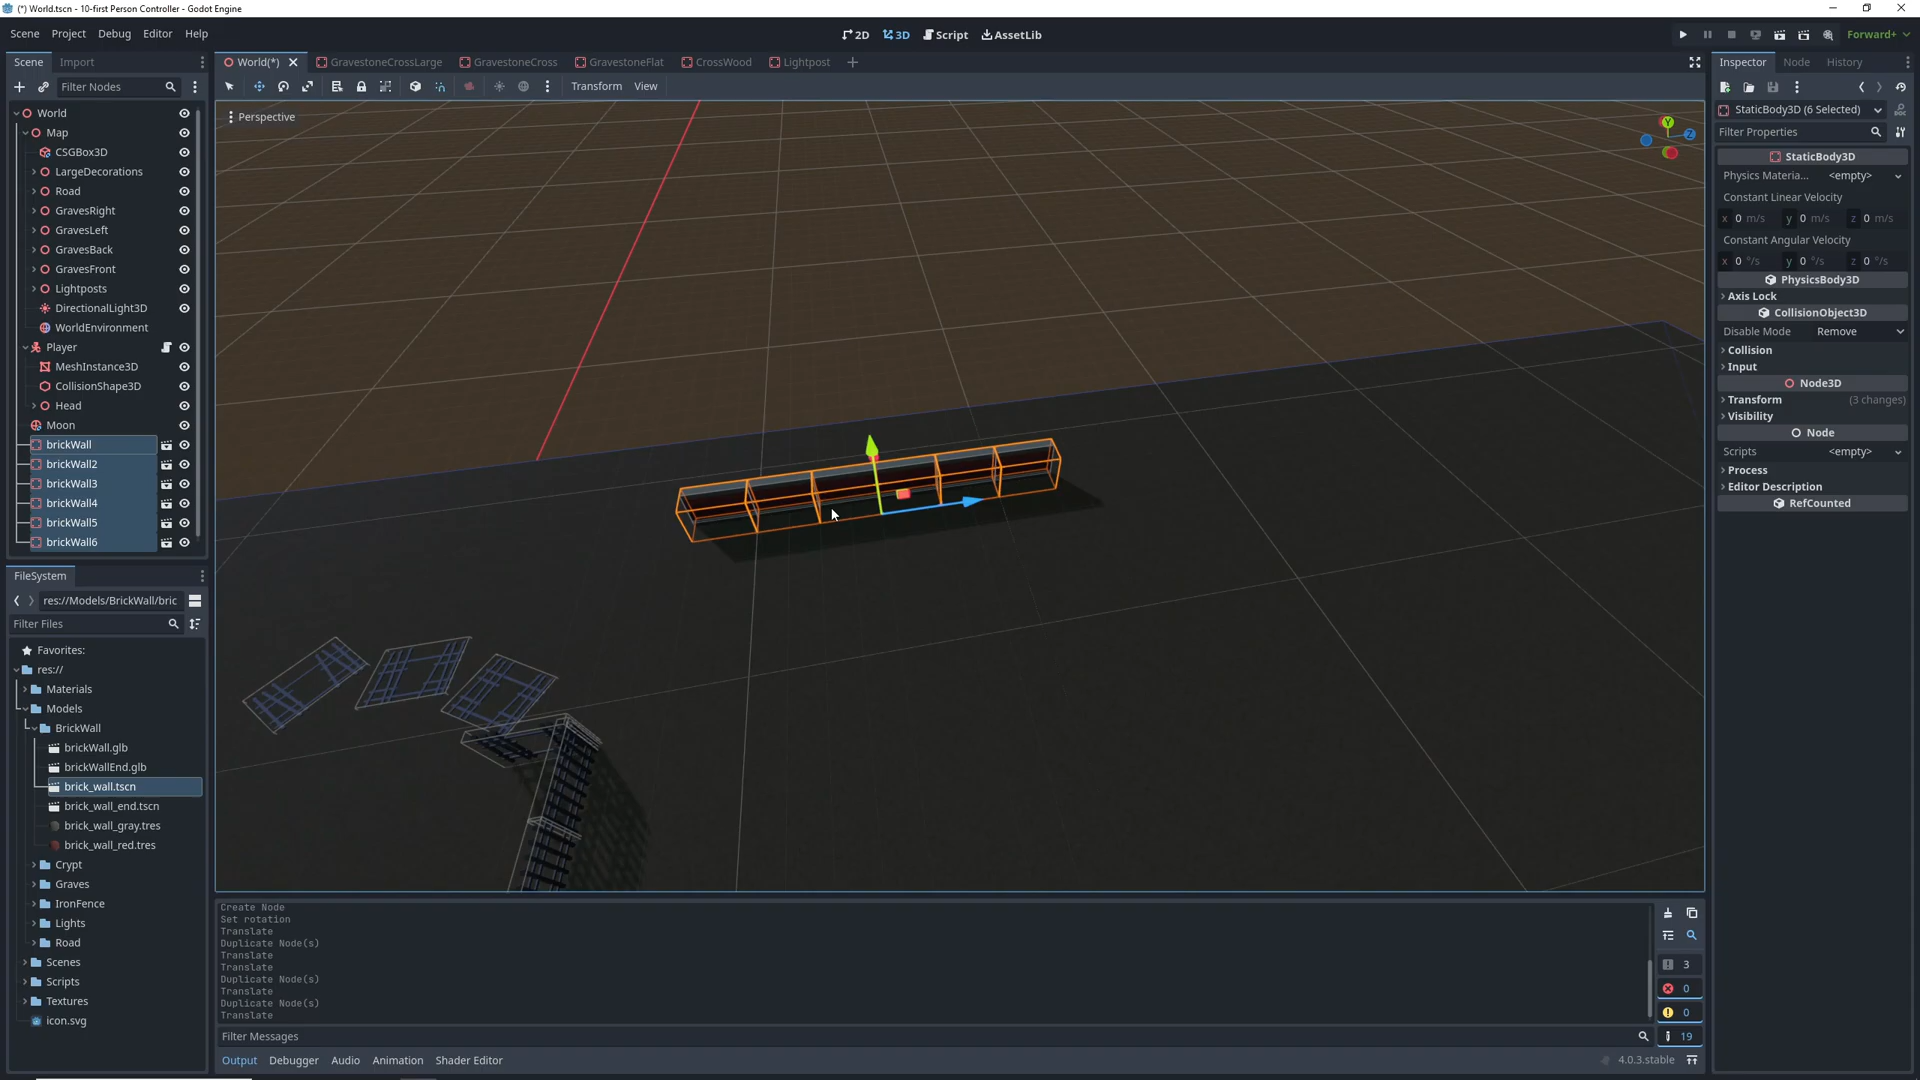 (*) World.tscn - 10-first Person Controller - Godot Engine
Scene Project Debug Editor Help
2D 3D Script AssetLib
Forward+
Scene Import
World(*) GravestoneCrossLarge GravestoneCross GravestoneFlat CrossWood Lightpost
Inspector Node History
Filter Nodes
Transform View
StaticBody3D (6 Selected)
Filter Properties
World
Map
CSGBox3D
LargeDecorations
Road
GravesRight
GravesLeft
GravesBack
GravesFront
Lightposts
DirectionalLight3D
WorldEnvironment
Player
MeshInstance3D
CollisionShape3D
Head
Moon
brickWall
brickWall2
brickWall3
brickWall4
brickWall5
brickWall6
Perspective
Y
Z
StaticBody3D
Physics Materia... <empty>
Constant Linear Velocity
x 0 m/s y 0 m/s z 0 m/s
Constant Angular Velocity
x 0 °/s y 0 °/s z 0 °/s
PhysicsBody3D
Axis Lock
CollisionObject3D
Disable Mode Remove
Collision
Input
Node3D
Transform (3 changes)
Visibility
Node
Scripts <empty>
Process
Editor Description
RefCounted
FileSystem
res://Models/BrickWall/bric
Filter Files
Favorites:
res://
Materials
Models
BrickWall
brickWall.glb
brickWallEnd.glb
brick_wall.tscn
brick_wall_end.tscn
brick_wall_gray.tres
brick_wall_red.tres
Crypt
Graves
IronFence
Lights
Road
Scenes
Scripts
Textures
icon.svg
Create Node
Set rotation
Translate
Duplicate Node(s)
Translate
Translate
Duplicate Node(s)
Translate
Duplicate Node(s)
Translate
3
0
0
19
Filter Messages
Output Debugger Audio Animation Shader Editor
4.0.3.stable